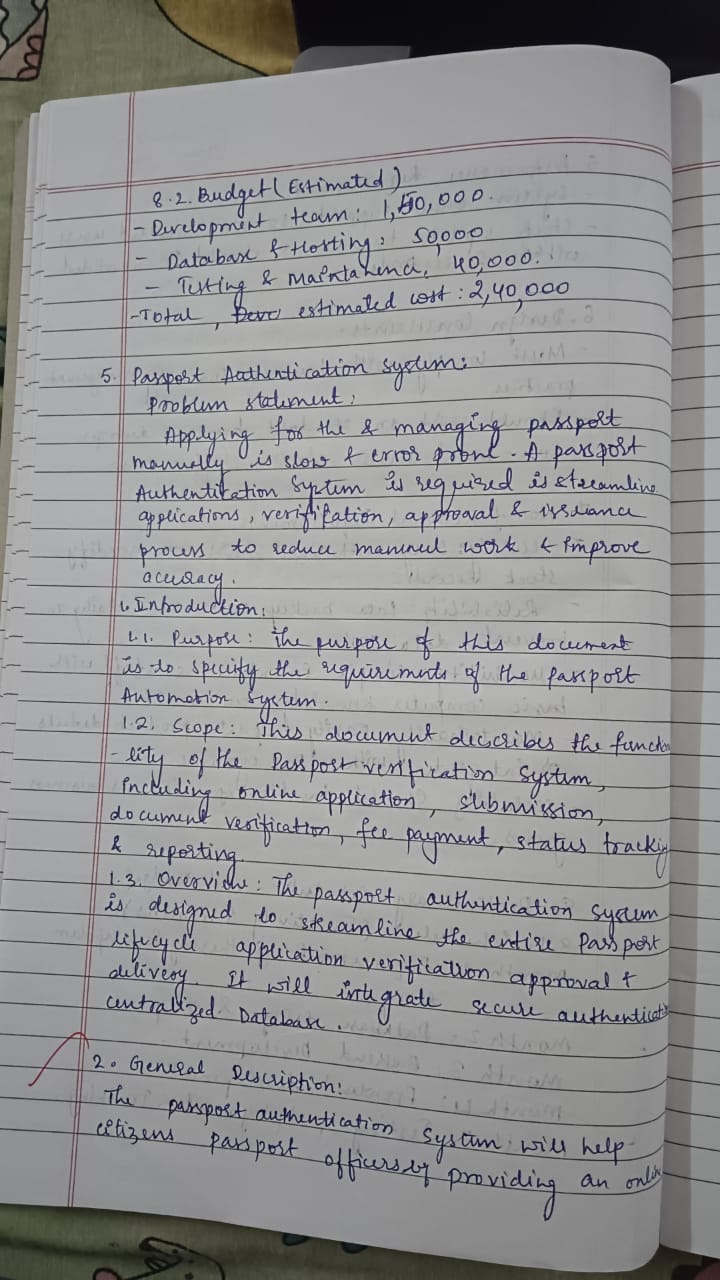 8.2. Budget (Estimated)
- Development team: 1,50,000.
- Database & Hosting: 50,000
- Testing & Maintahence, 40,000.
- Total, estimated cost: 2,40,000
5. Passport Authentication system:
Problem statement:
Applying for the & managing passport
manually is slow & error prone. A passport
Authentication System is required is streamline
applications, verification, approval & issuance
process to reduce manual work & improve
accuracy.
1. Introduction:
1.1. Purpose: The purpose of this document
is to specify the requirements of the passport
Automation System.
1.2. Scope: This document describes the functio
-lity of the Passport verification System,
including online application, submission,
document verification, fee payment, status trackig
& reporting.
1.3. Overview: The passport authentication system
is designed to streamline the entire Passport
lifecycle application verification approval &
delivery. It will integrate secure authenticatio
centralized Database.
2. General Description:
The passport authentication System will help
citizens passport officers by providing an online